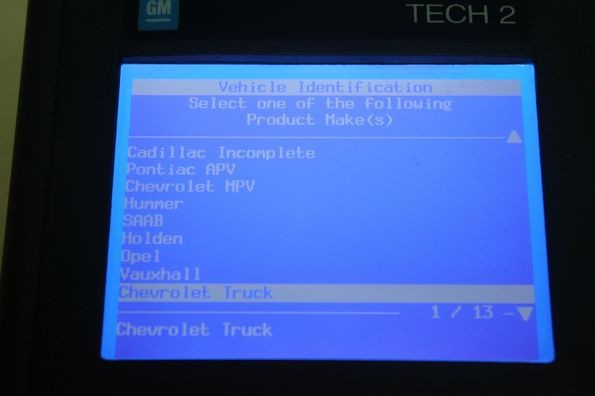 GM
TECH 2
Vehicle Identification
Select one of the following
Product Make(s)
Cadillac Incomplete
Pontiac APV
Chevrolet MPV
Hummer
SAAB
Holden
Opel
Vauxhall
Chevrolet Truck
1 / 13 -
Chevrolet Truck